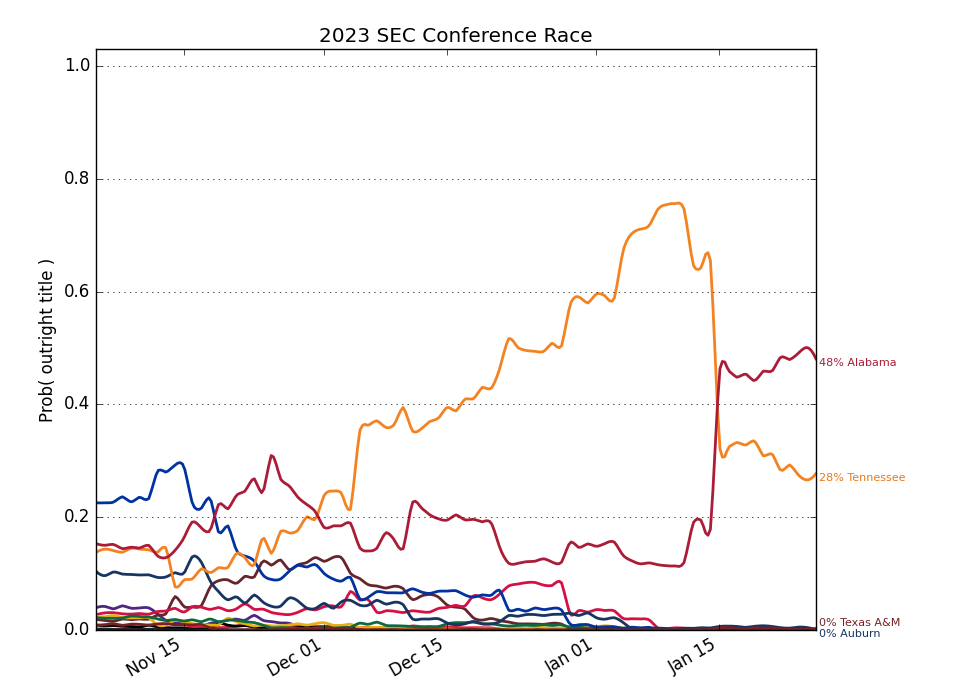 2023 SEC Conference Race
Prob( outright title )
1.0
0.8
0.6
0.4
0.2
0.0
48% Alabama
28% Tennessee
0% Texas A&M
0% Auburn
Nov 15
Dec 01
Dec 15
Jan 01
Jan 15